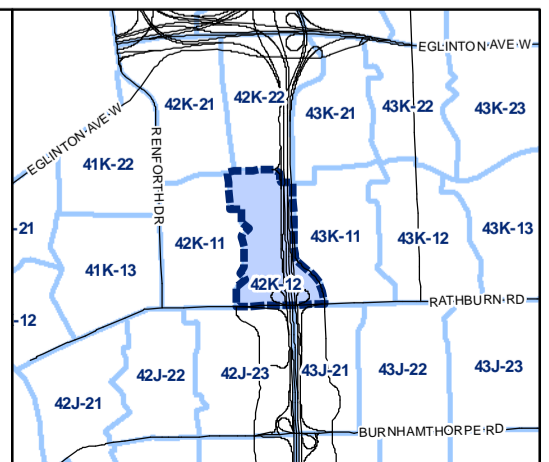 EGLINTON AVE W
42K-21
42K-22
43K-21
43K-22
43K-23
EGLINTON AVE W
RENFORTH DR
41K-22
-21
42K-11
43K-11
43K-12
43K-13
41K-13
42K-12
RATHBURN RD
-12
42J-21
42J-22
42J-23
43J-21
43J-22
43J-23
BURNHAMTHORPE RD